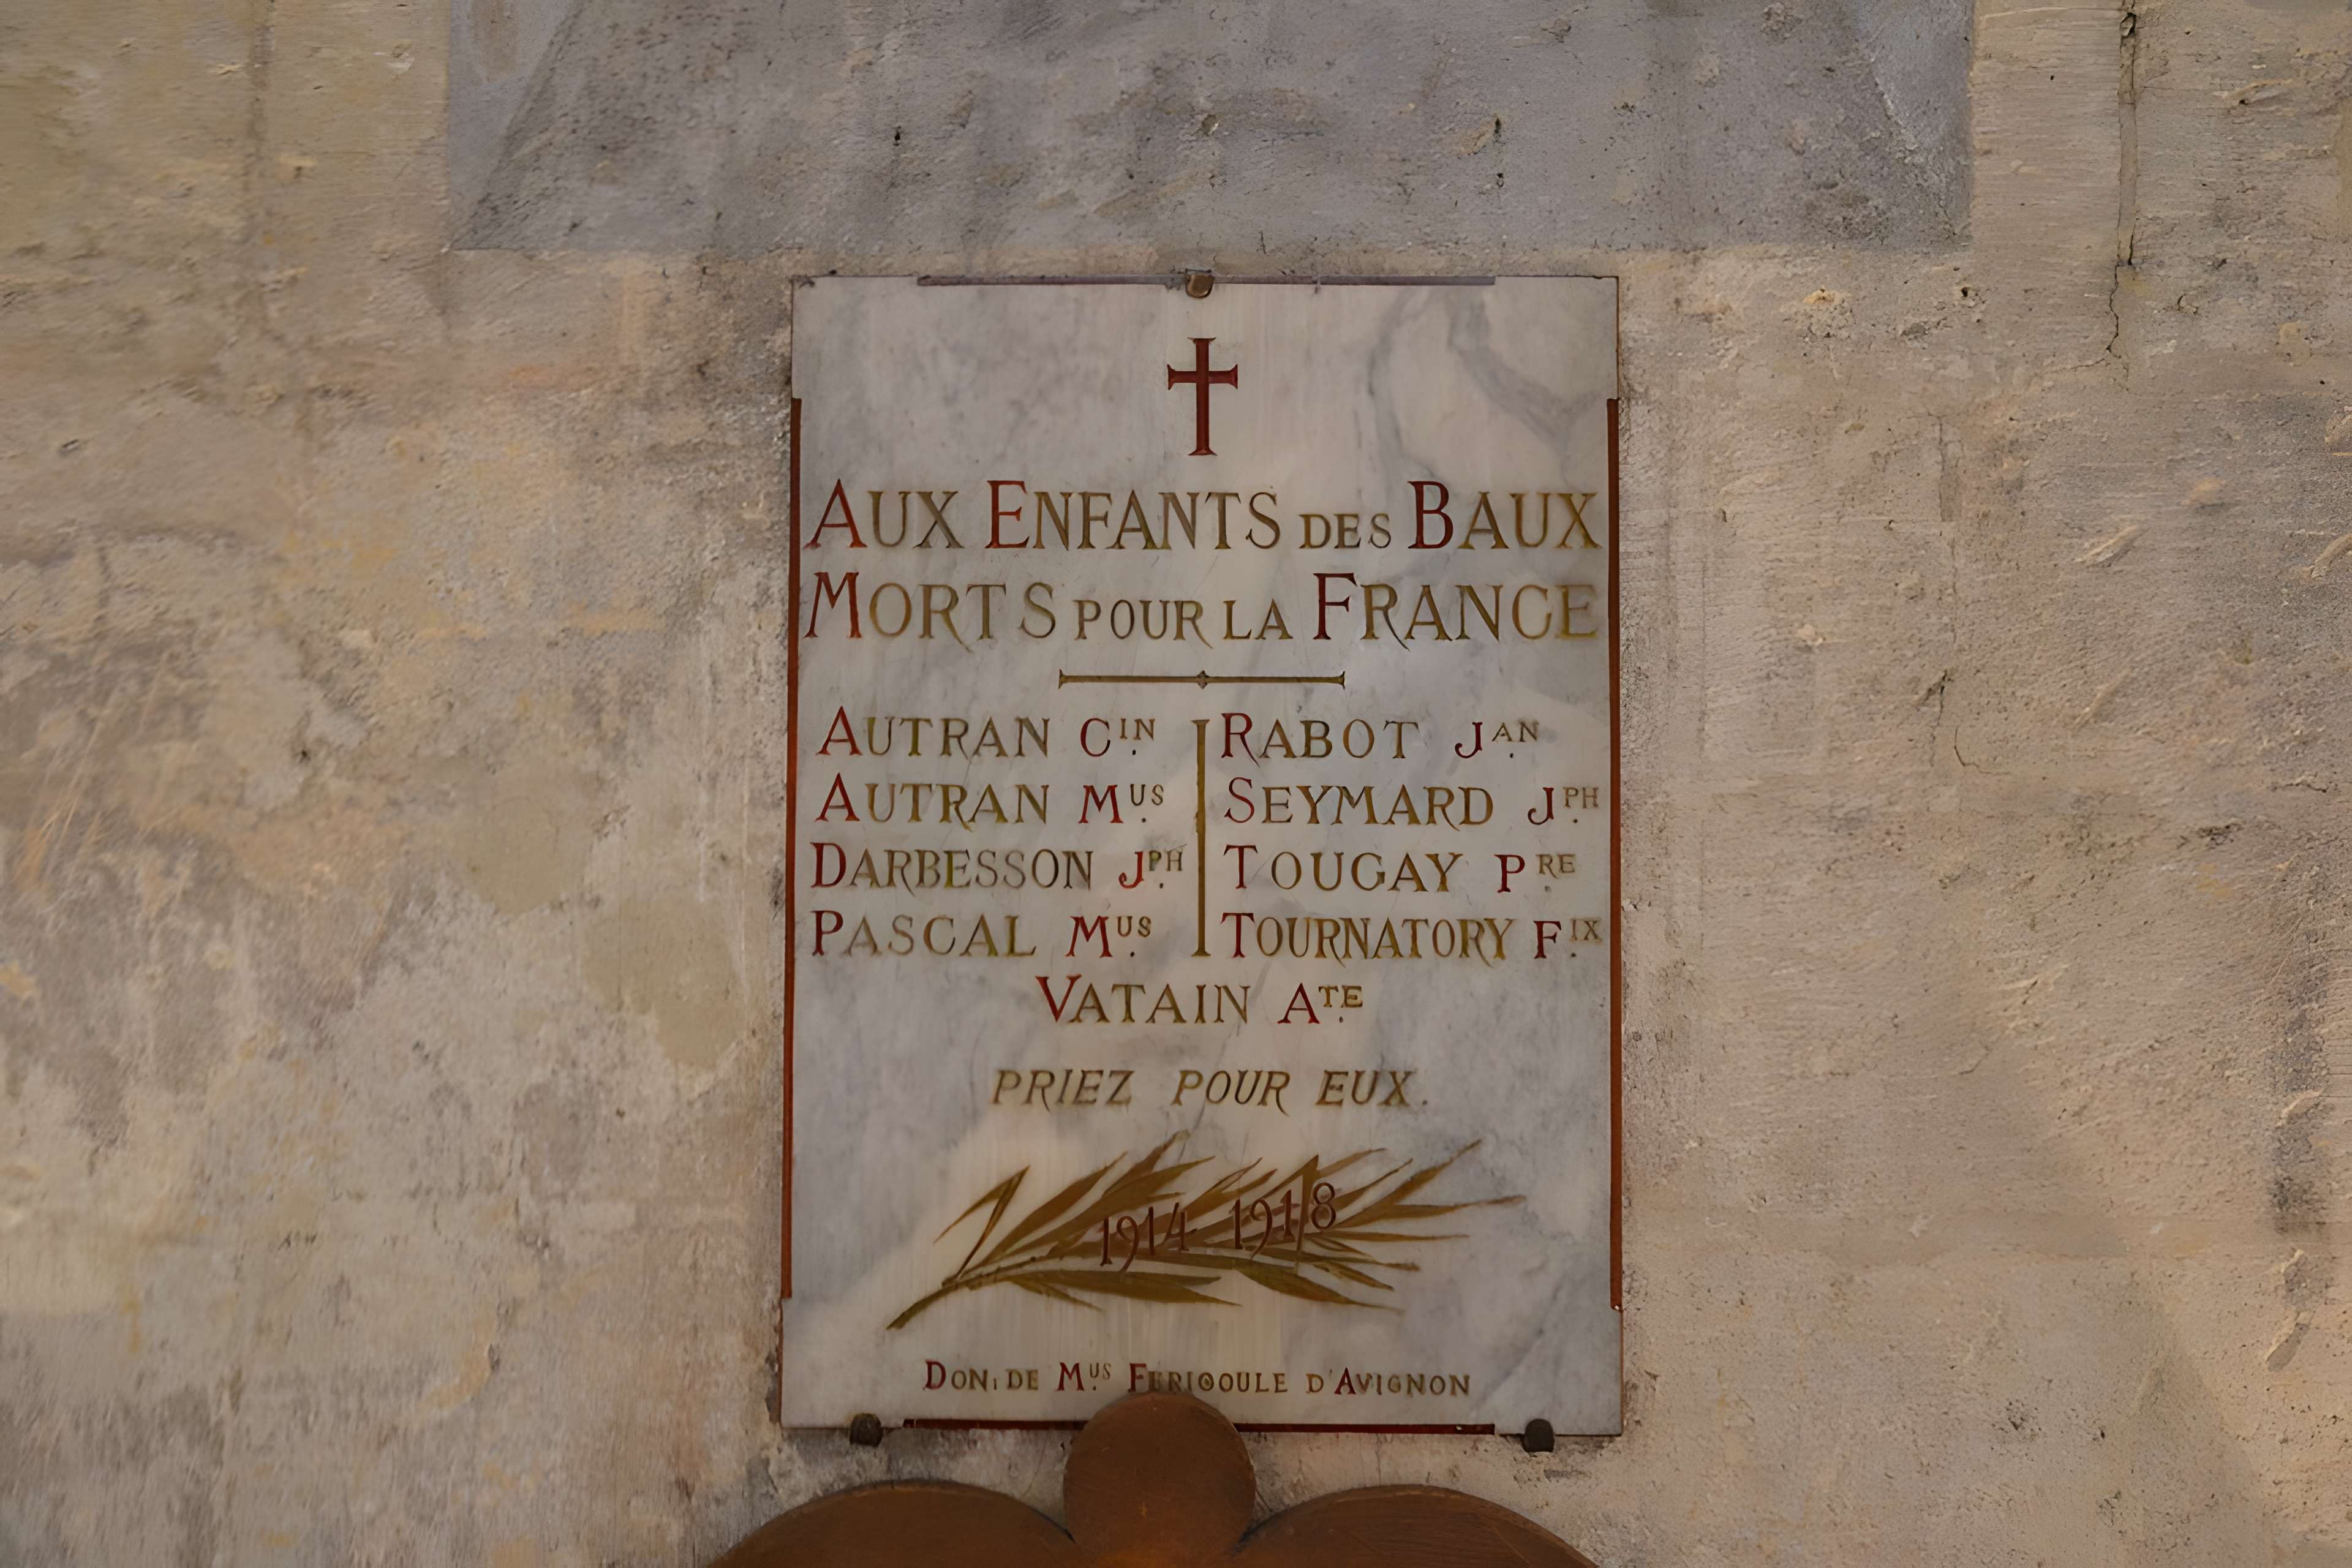 AUX ENFANTS DES BAUX
MORTS POUR LA FRANCE
AUTRAN CIN.
AUTRAN MUS.
DARBESSON JPH.
PASCAL MUS.
RABOT JAN.
SEYMARD JPH.
TOUGAY PRE.
TOURNATORY FIX.
VATAIN ATE.
PRIEZ POUR EUX.
1914 1918
DON DE MUS. FERIGOULE D'AVIGNON